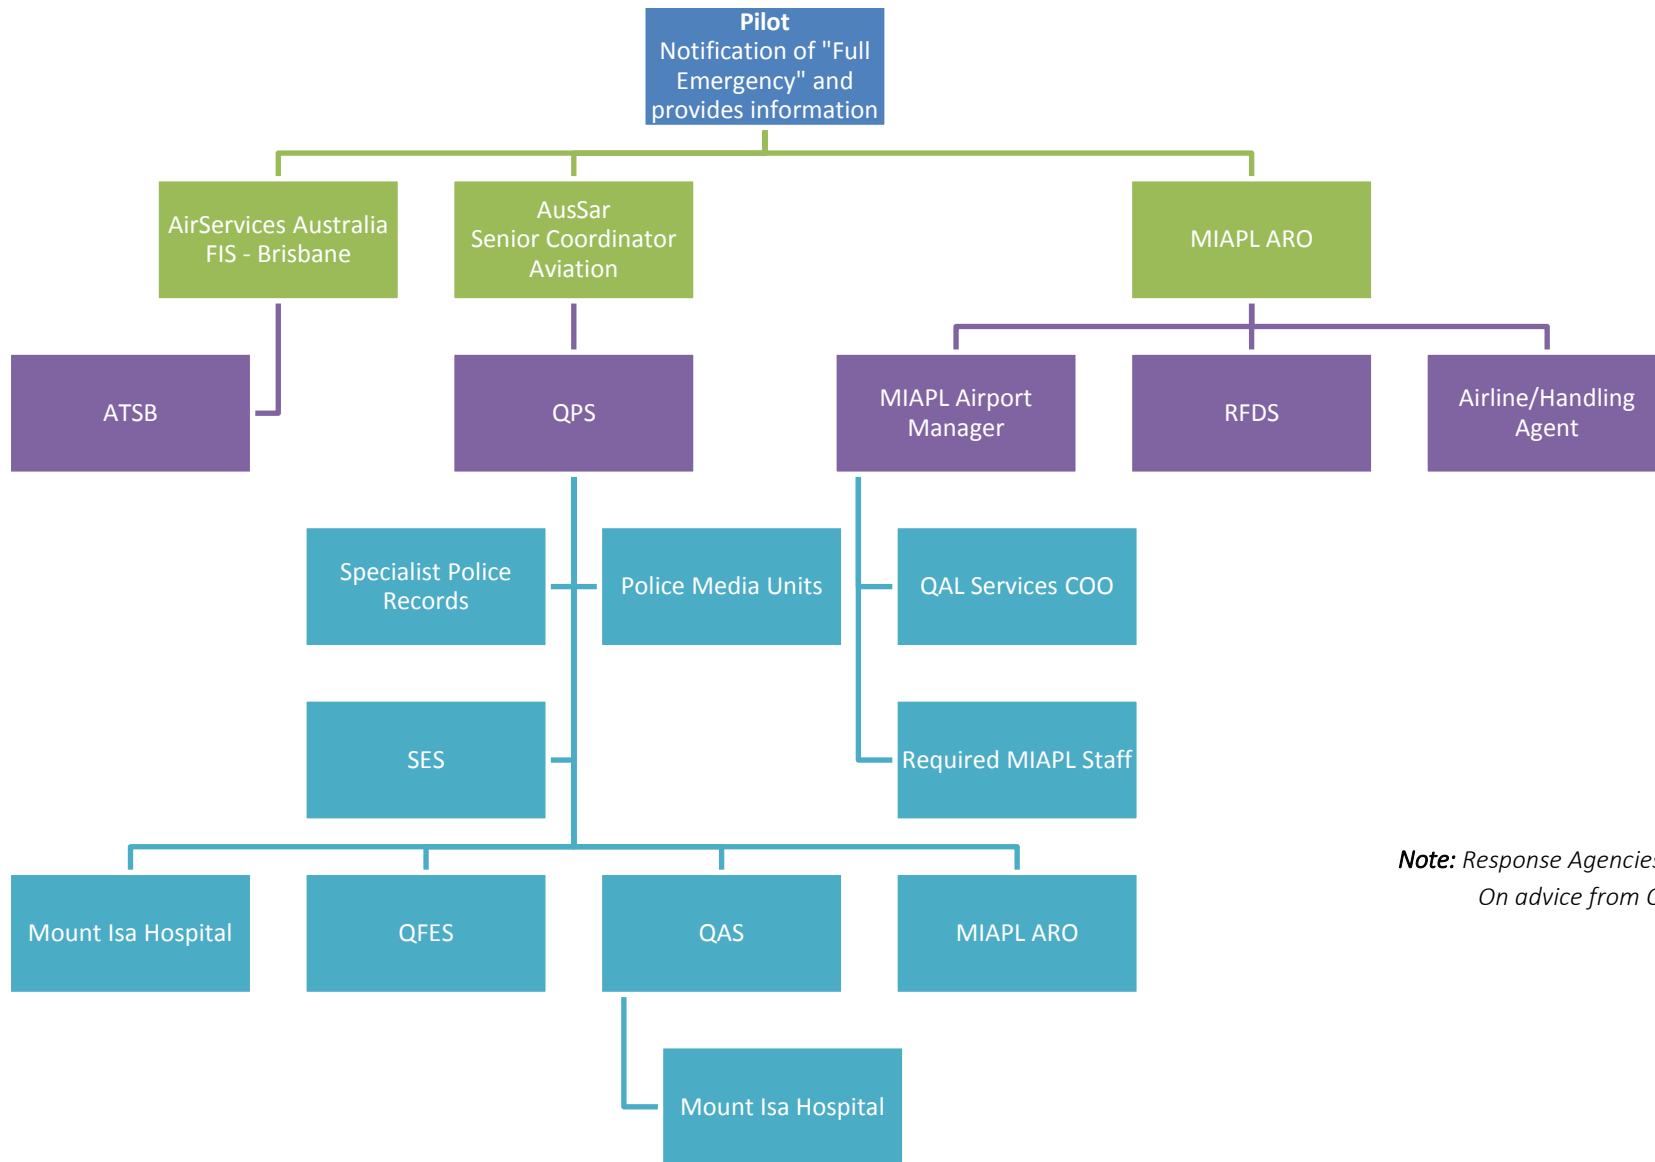 Pilot
Notification of "Full
Emergency" and
provides information
AirServices Australia
FIS - Brisbane
AusSar
Senior Coordinator
Aviation
MIAPL ARO
ATSB
QPS
MIAPL Airport
Manager
RFDS
Airline/Handling
Agent
Specialist Police
Records
Police Media Units
QAL Services COO
SES
Required MIAPL Staff
Note: Response Agencies
On advice from
Mount Isa Hospital
QFES
QAS
MIAPL ARO
Mount Isa Hospital